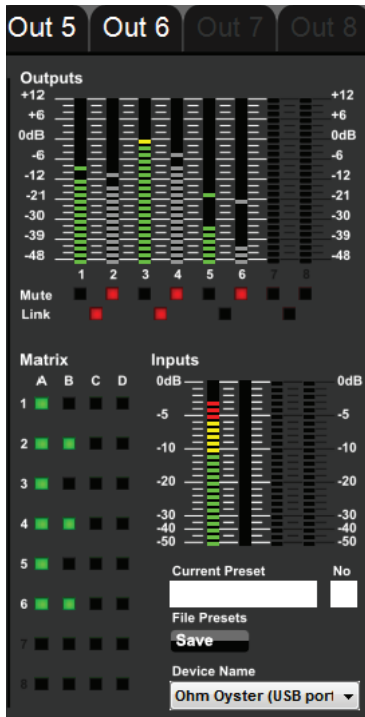 Out 5 Out 6 Out 7 Out 8
Outputs
+12 +12
+6 +6
0dB 0dB
-6 -6
-12 -12
-21 -21
-30 -30
-39 -39
-48 -48
1 2 3 4 5 6 7 8
Mute
Link
Matrix Inputs
A B C D 0dB 0dB
1
-5 -5
2 -10 -10
3 -20 -20
-30 -30
4 -40 -40
-50 -50
5
Current Preset No
6
File Presets
7 Save
Device Name
8 Ohm Oyster (USB port